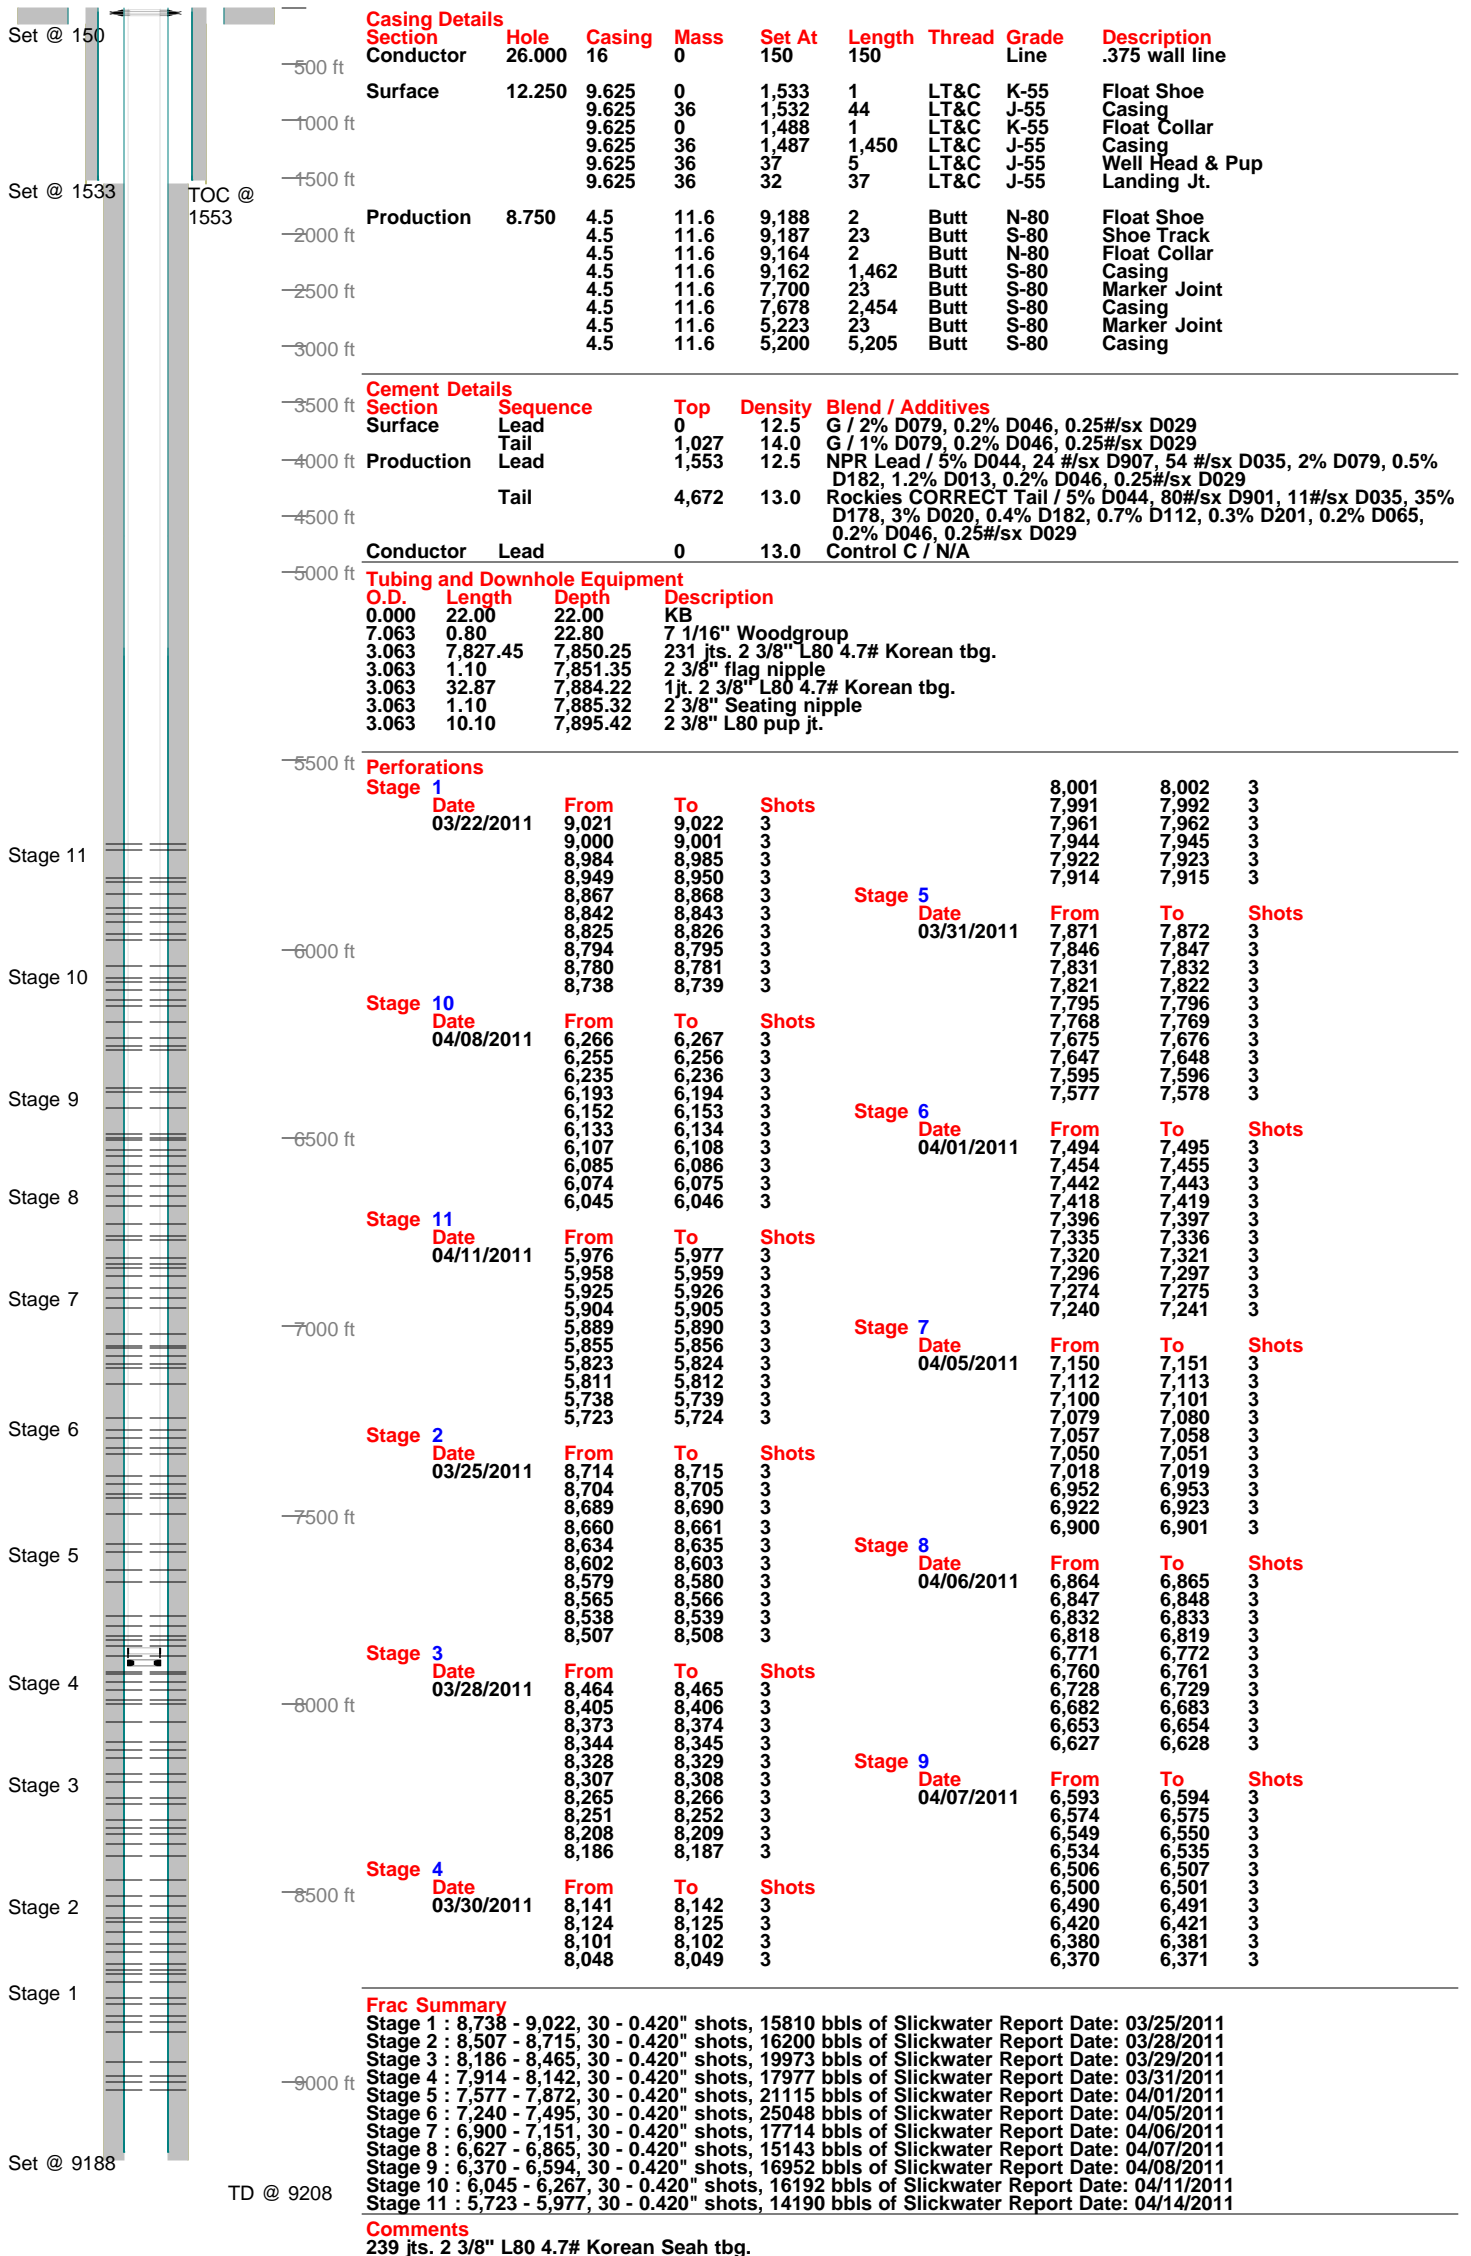 Set @ 150
Set @ 1533
TOC @
1553
Stage 11
Stage 10
Stage 9
Stage 8
Stage 7
Stage 6
Stage 5
Stage 4
Stage 3
Stage 2
Stage 1
Set @ 9188
TD @ 9208
500 ft
1000 ft
1500 ft
2000 ft
2500 ft
3000 ft
3500 ft
4000 ft
4500 ft
5000 ft
5500 ft
6000 ft
6500 ft
7000 ft
7500 ft
8000 ft
8500 ft
9000 ft
Casing Details
Section Hole Casing Mass Set At Length Thread Grade Description
Conductor 26.000 16 0 150 150 Line .375 wall line
Surface 12.250 9.625 0 1,533 1 LT&C K-55 Float Shoe
9.625 36 1,532 44 LT&C J-55 Casing
9.625 0 1,488 1 LT&C K-55 Float Collar
9.625 36 1,487 1,450 LT&C J-55 Casing
9.625 36 37 5 LT&C J-55 Well Head & Pup
9.625 36 32 37 LT&C J-55 Landing Jt.
Production 8.750 4.5 11.6 9,188 2 Butt N-80 Float Shoe
4.5 11.6 9,187 23 Butt S-80 Shoe Track
4.5 11.6 9,164 2 Butt N-80 Float Collar
4.5 11.6 9,162 1,462 Butt S-80 Casing
4.5 11.6 7,700 23 Butt S-80 Marker Joint
4.5 11.6 7,678 2,454 Butt S-80 Casing
4.5 11.6 5,223 23 Butt S-80 Marker Joint
4.5 11.6 5,200 5,205 Butt S-80 Casing
Cement Details
Section Sequence Top Density Blend / Additives
Surface Lead 0 12.5 G / 2% D079, 0.2% D046, 0.25#/sx D029
Tail 1,027 14.0 G / 1% D079, 0.2% D046, 0.25#/sx D029
Production Lead 1,553 12.5 NPR Lead / 5% D044, 24 #/sx D907, 54 #/sx D035, 2% D079, 0.5%
D182, 1.2% D013, 0.2% D046, 0.25#/sx D029
Tail 4,672 13.0 Rockies CORRECT Tail / 5% D044, 80#/sx D901, 11#/sx D035, 35%
D178, 3% D020, 0.4% D182, 0.7% D112, 0.3% D201, 0.2% D065,
0.2% D046, 0.25#/sx D029
Conductor Lead 0 13.0 Control C / N/A
Tubing and Downhole Equipment
O.D. Length Depth Description
0.000 22.00 22.00 KB
7.063 0.80 22.80 7 1/16" Woodgroup
3.063 7,827.45 7,850.25 231 jts. 2 3/8" L80 4.7# Korean tbg.
3.063 1.10 7,851.35 2 3/8" flag nipple
3.063 32.87 7,884.22 1jt. 2 3/8" L80 4.7# Korean tbg.
3.063 1.10 7,885.32 2 3/8" Seating nipple
3.063 10.10 7,895.42 2 3/8" L80 pup jt.
Perforations
Stage 1
Date From To Shots
03/22/2011 9,021 9,022 3
9,000 9,001 3
8,984 8,985 3
8,949 8,950 3
8,867 8,868 3
8,842 8,843 3
8,825 8,826 3
8,794 8,795 3
8,780 8,781 3
8,738 8,739 3
Stage 10
Date From To Shots
04/08/2011 6,266 6,267 3
6,255 6,256 3
6,235 6,236 3
6,193 6,194 3
6,152 6,153 3
6,133 6,134 3
6,107 6,108 3
6,085 6,086 3
6,074 6,075 3
6,045 6,046 3
Stage 11
Date From To Shots
04/11/2011 5,976 5,977 3
5,958 5,959 3
5,925 5,926 3
5,904 5,905 3
5,889 5,890 3
5,855 5,856 3
5,823 5,824 3
5,811 5,812 3
5,738 5,739 3
5,723 5,724 3
Stage 2
Date From To Shots
03/25/2011 8,714 8,715 3
8,704 8,705 3
8,689 8,690 3
8,660 8,661 3
8,634 8,635 3
8,602 8,603 3
8,579 8,580 3
8,565 8,566 3
8,538 8,539 3
8,507 8,508 3
Stage 3
Date From To Shots
03/28/2011 8,464 8,465 3
8,405 8,406 3
8,373 8,374 3
8,344 8,345 3
8,328 8,329 3
8,307 8,308 3
8,265 8,266 3
8,251 8,252 3
8,208 8,209 3
8,186 8,187 3
Stage 4
Date From To Shots
03/30/2011 8,141 8,142 3
8,124 8,125 3
8,101 8,102 3
8,048 8,049 3
8,001 8,002 3
7,991 7,992 3
7,961 7,962 3
7,944 7,945 3
7,922 7,923 3
7,914 7,915 3
Stage 5
Date From To Shots
03/31/2011 7,871 7,872 3
7,846 7,847 3
7,831 7,832 3
7,821 7,822 3
7,795 7,796 3
7,768 7,769 3
7,675 7,676 3
7,647 7,648 3
7,595 7,596 3
7,577 7,578 3
Stage 6
Date From To Shots
04/01/2011 7,494 7,495 3
7,454 7,455 3
7,442 7,443 3
7,418 7,419 3
7,396 7,397 3
7,335 7,336 3
7,320 7,321 3
7,296 7,297 3
7,274 7,275 3
7,240 7,241 3
Stage 7
Date From To Shots
04/05/2011 7,150 7,151 3
7,112 7,113 3
7,100 7,101 3
7,079 7,080 3
7,057 7,058 3
7,050 7,051 3
7,018 7,019 3
6,952 6,953 3
6,922 6,923 3
6,900 6,901 3
Stage 8
Date From To Shots
04/06/2011 6,864 6,865 3
6,847 6,848 3
6,832 6,833 3
6,818 6,819 3
6,771 6,772 3
6,760 6,761 3
6,728 6,729 3
6,682 6,683 3
6,653 6,654 3
6,627 6,628 3
Stage 9
Date From To Shots
04/07/2011 6,593 6,594 3
6,574 6,575 3
6,549 6,550 3
6,534 6,535 3
6,506 6,507 3
6,500 6,501 3
6,490 6,491 3
6,420 6,421 3
6,380 6,381 3
6,370 6,371 3
Frac Summary
Stage 1 : 8,738 - 9,022, 30 - 0.420" shots, 15810 bbls of Slickwater Report Date: 03/25/2011
Stage 2 : 8,507 - 8,715, 30 - 0.420" shots, 16200 bbls of Slickwater Report Date: 03/28/2011
Stage 3 : 8,186 - 8,465, 30 - 0.420" shots, 19973 bbls of Slickwater Report Date: 03/29/2011
Stage 4 : 7,914 - 8,142, 30 - 0.420" shots, 17977 bbls of Slickwater Report Date: 03/31/2011
Stage 5 : 7,577 - 7,872, 30 - 0.420" shots, 21115 bbls of Slickwater Report Date: 04/01/2011
Stage 6 : 7,240 - 7,495, 30 - 0.420" shots, 25048 bbls of Slickwater Report Date: 04/05/2011
Stage 7 : 6,900 - 7,151, 30 - 0.420" shots, 17714 bbls of Slickwater Report Date: 04/06/2011
Stage 8 : 6,627 - 6,865, 30 - 0.420" shots, 15143 bbls of Slickwater Report Date: 04/07/2011
Stage 9 : 6,370 - 6,594, 30 - 0.420" shots, 16952 bbls of Slickwater Report Date: 04/08/2011
Stage 10 : 6,045 - 6,267, 30 - 0.420" shots, 16192 bbls of Slickwater Report Date: 04/11/2011
Stage 11 : 5,723 - 5,977, 30 - 0.420" shots, 14190 bbls of Slickwater Report Date: 04/14/2011
Comments
239 jts. 2 3/8" L80 4.7# Korean Seah tbg.